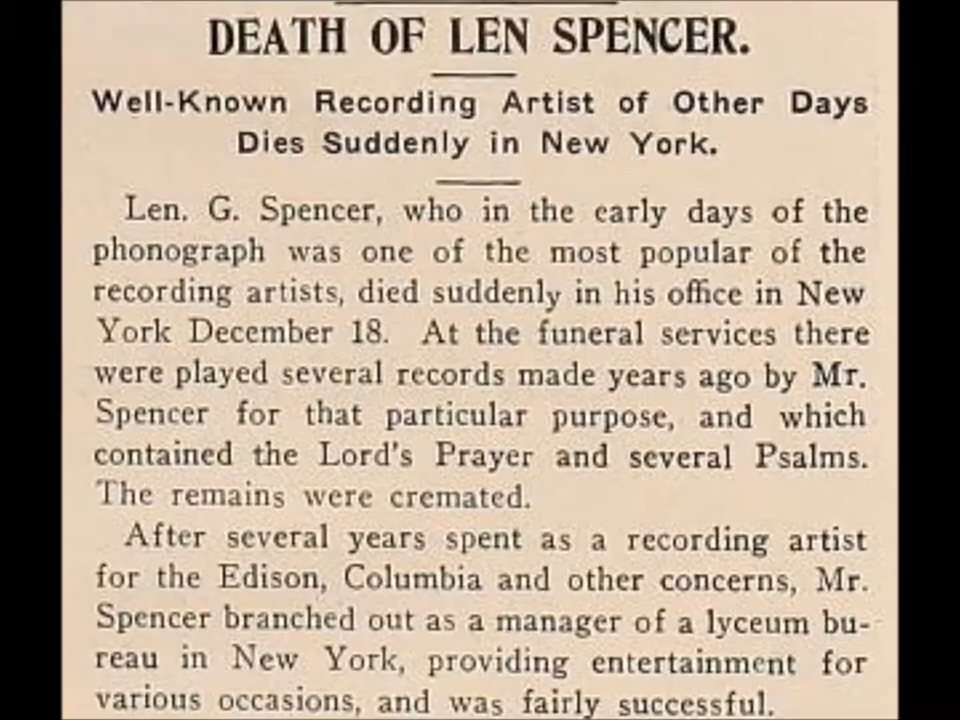 DEATH OF LEN SPENCER.
Well-Known Recording Artist of Other Days
Dies Suddenly in New York.
Len. G. Spencer, who in the early days of the
phonograph was one of the most popular of the
recording artists, died suddenly in his office in New
York December 18. At the funeral services there
were played several records made years ago by Mr.
Spencer for that particular purpose, and which
contained the Lord's Prayer and several Psalms.
The remains were cremated.
After several years spent as a recording artist
for the Edison, Columbia and other concerns, Mr.
Spencer branched out as a manager of a lyceum bu-
reau in New York, providing entertainment for
various occasions, and was fairly successful.